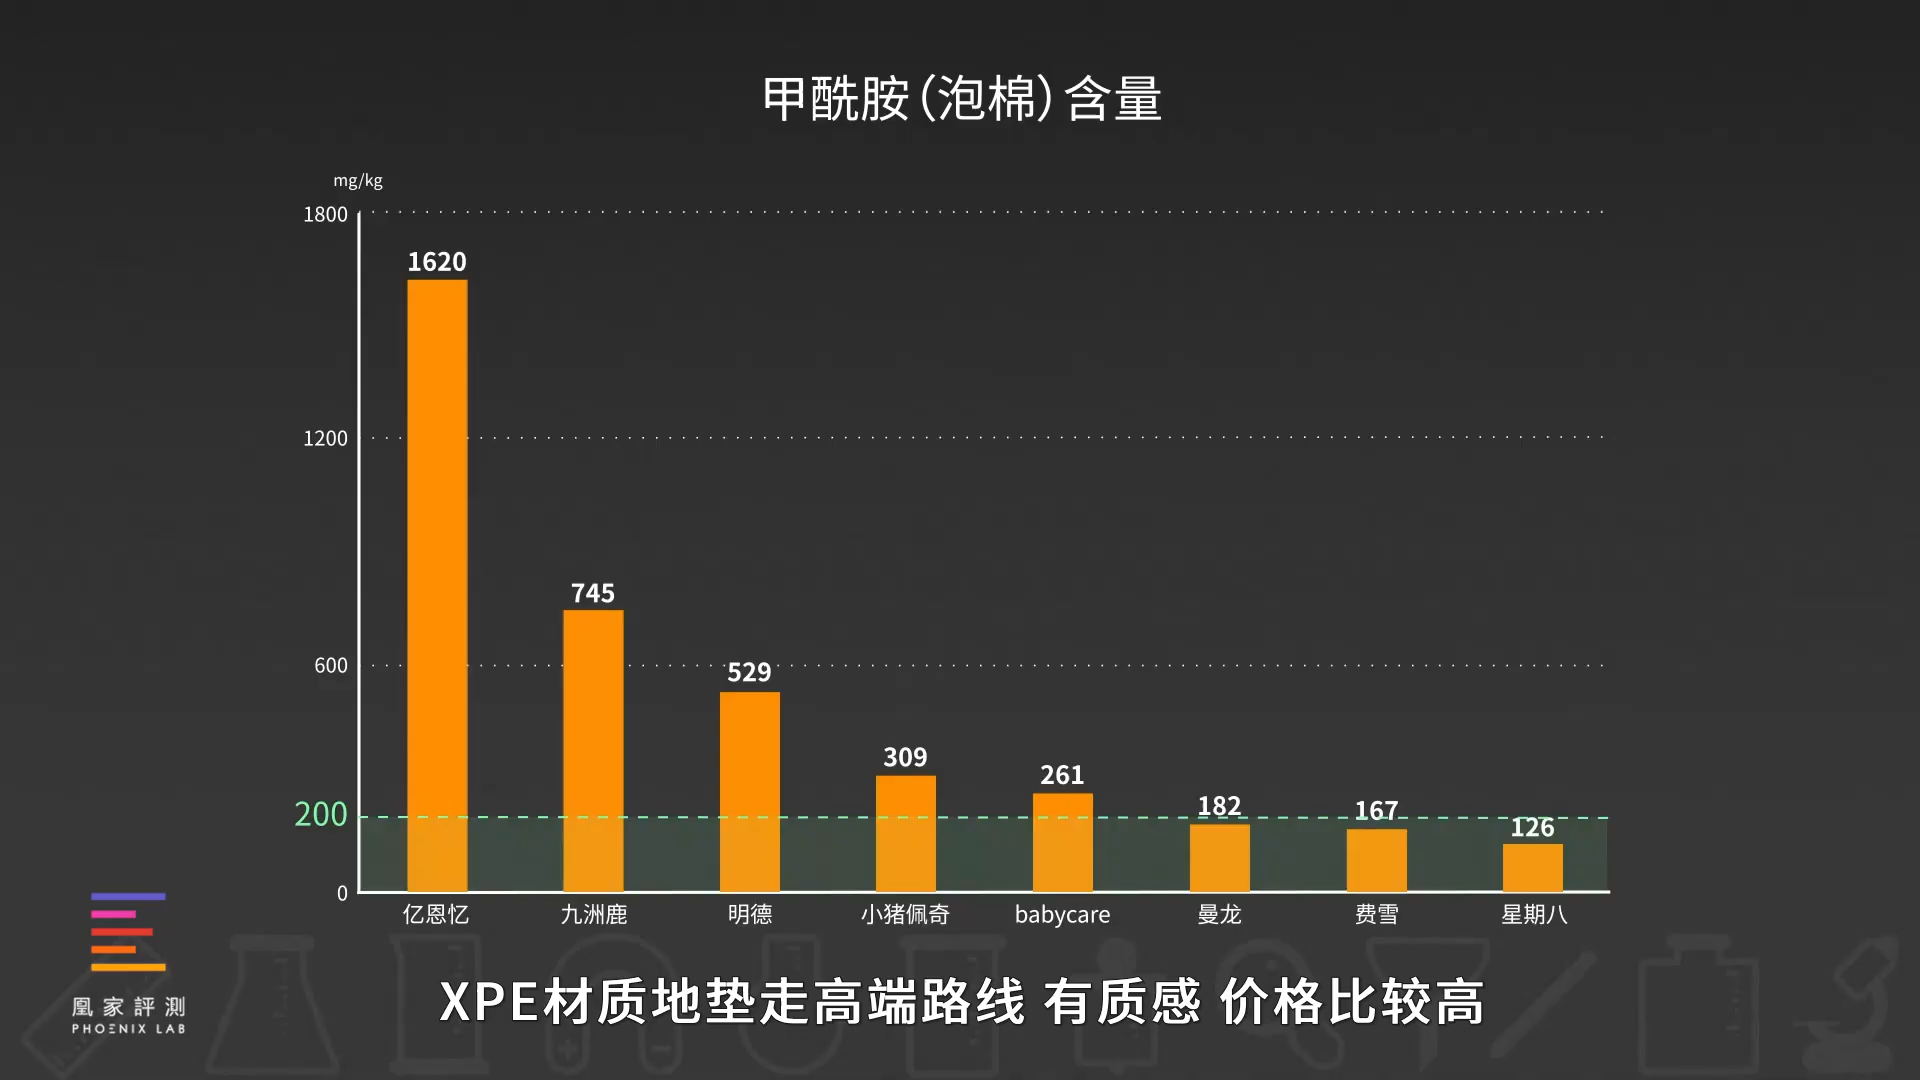 甲酰胺（泡棉）含量
mg/kg
1800
1620
1200
745
600
529
309
261
200
182
167
126
0
亿恩忆 九洲鹿 明德 小猪佩奇 babycare 曼龙 费雪 星期八
XPE材质地垫走高端路线 有质感 价格比较高
凰家評測
PHOENIX LAB